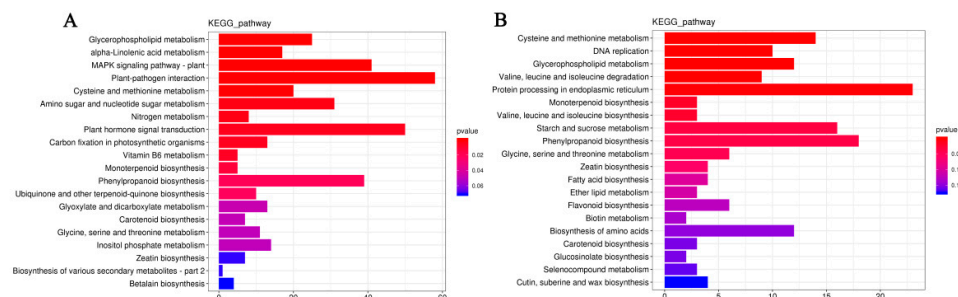 A
KEGG_pathway
Glycerophospholipid metabolism
alpha-Linolenic acid metabolism
MAPK signaling pathway - plant
Plant-pathogen interaction
Cysteine and methionine metabolism
Amino sugar and nucleotide sugar metabolism
Nitrogen metabolism
Plant hormone signal transduction
Carbon fixation in photosynthetic organisms
Vitamin B6 metabolism
Monoterpenoid biosynthesis
Phenylpropanoid biosynthesis
Ubiquinone and other terpenoid-quinone biosynthesis
Glyoxylate and dicarboxylate metabolism
Carotenoid biosynthesis
Glycine, serine and threonine metabolism
Inositol phosphate metabolism
Zeatin biosynthesis
Biosynthesis of various secondary metabolites - part 2
Betalain biosynthesis
0 20 40 60
pvalue
0.02
0.04
0.06
B
KEGG_pathway
Cysteine and methionine metabolism
DNA replication
Glycerophospholipid metabolism
Valine, leucine and isoleucine degradation
Protein processing in endoplasmic reticulum
Monoterpenoid biosynthesis
Valine, leucine and isoleucine biosynthesis
Starch and sucrose metabolism
Phenylpropanoid biosynthesis
Glycine, serine and threonine metabolism
Zeatin biosynthesis
Fatty acid biosynthesis
Ether lipid metabolism
Flavonoid biosynthesis
Biotin metabolism
Biosynthesis of amino acids
Carotenoid biosynthesis
Glucosinolate biosynthesis
Selenocompound metabolism
Cutin, suberine and wax biosynthesis
0 5 10 15 20
pvalue